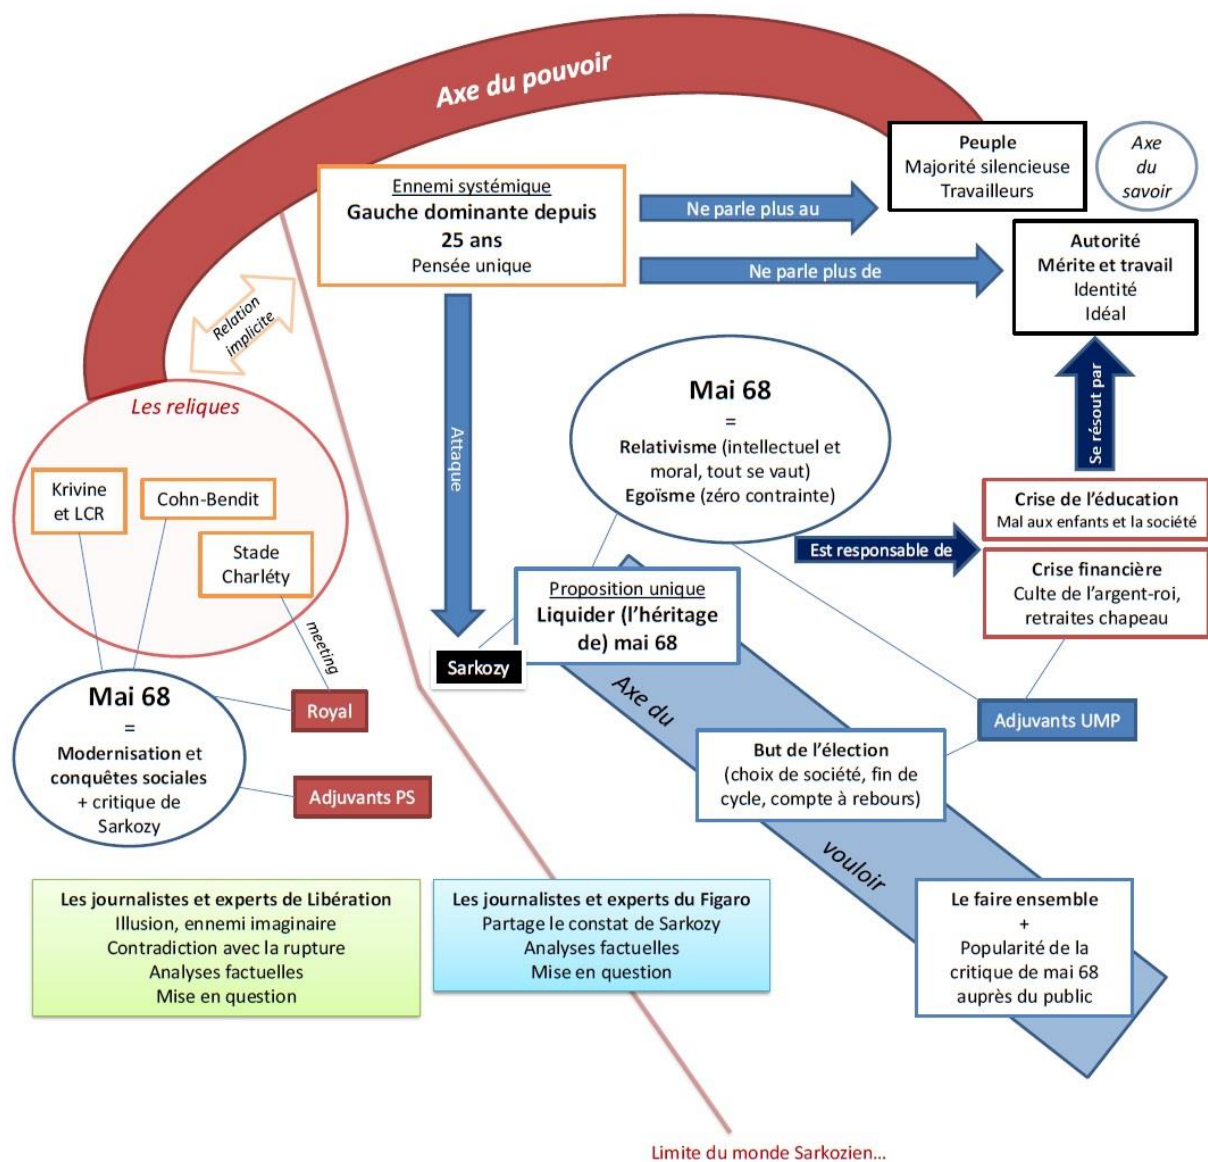 Axe du pouvoir
Peuple
Majorité silencieuse
Travailleurs
Axe
du
savoir
Ennemi systémique
Gauche dominante depuis
25 ans
Pensée unique
Ne parle plus au
Ne parle plus de
Autorité
Mérite et travail
Identité
Idéal
Relation
implicite
Attaque
Se résout par
Les reliques
Krivine
et LCR
Cohn-Bendit
Stade
Charléty
meeting
Mai 68
=
Relativisme (intellectuel et
moral, tout se vaut)
Egoïsme (zéro contrainte)
Est responsable de
Crise de l'éducation
Mal aux enfants et la société
Crise financière
Culte de l'argent-roi,
retraites chapeau
Proposition unique
Liquider (l'héritage
de) mai 68
Sarkozy
Mai 68
=
Modernisation et
conquêtes sociales
+ critique de
Sarkozy
Royal
Adjuvants PS
Axe du
vouloir
Adjuvants UMP
But de l'élection
(choix de société, fin de
cycle, compte à rebours)
Les journalistes et experts de Libération
Illusion, ennemi imaginaire
Contradiction avec la rupture
Analyses factuelles
Mise en question
Les journalistes et experts du Figaro
Partage le constat de Sarkozy
Analyses factuelles
Mise en question
Le faire ensemble
+
Popularité de la
critique de mai 68
auprès du public
Limite du monde Sarkozien...